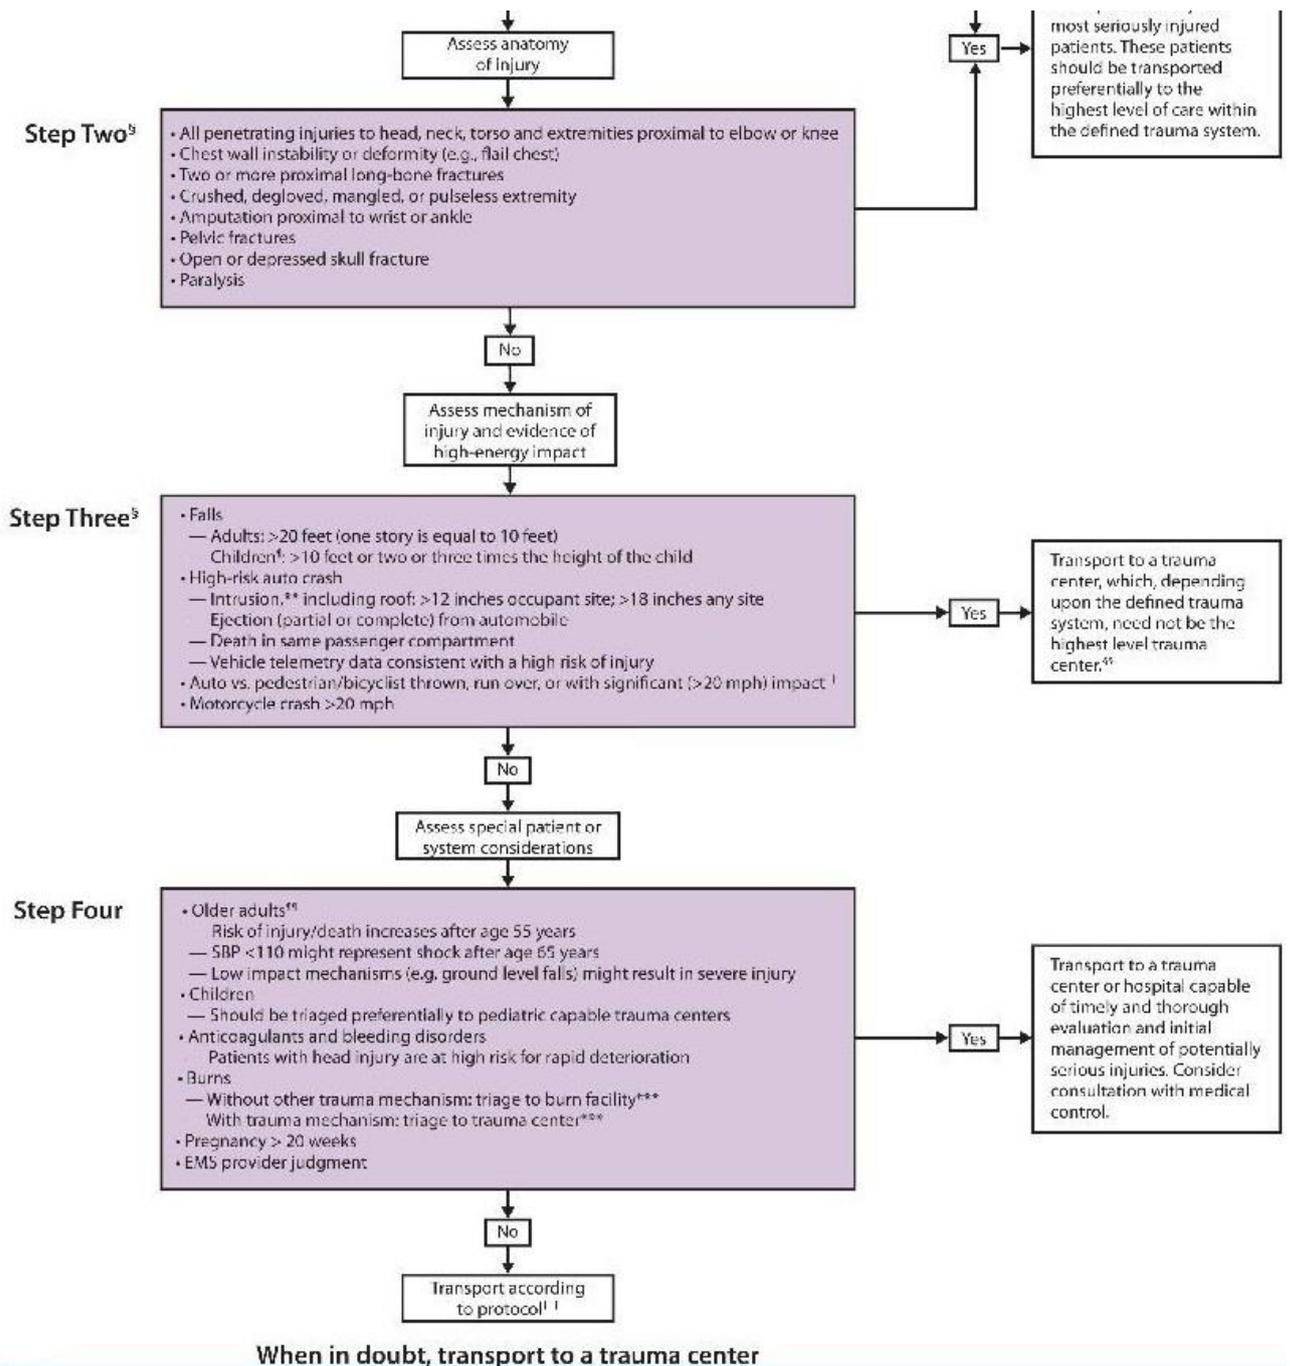 Assess anatomy
of injury
Yes
most seriously injured
patients. These patients
should be transported
preferentially to the
highest level of care within
the defined trauma system.
Step Two§
• All penetrating injuries to head, neck, torso and extremities proximal to elbow or knee
• Chest wall instability or deformity (e.g., flail chest)
• Two or more proximal long-bone fractures
• Crushed, degloved, mangled, or pulseless extremity
• Amputation proximal to wrist or ankle
• Pelvic fractures
• Open or depressed skull fracture
• Paralysis
No
Assess mechanism of
injury and evidence of
high-energy impact
Step Three§
• Falls
— Adults: >20 feet (one story is equal to 10 feet)
Children¶: >10 feet or two or three times the height of the child
• High-risk auto crash
— Intrusion,** including roof: >12 inches occupant site; >18 inches any site
Ejection (partial or complete) from automobile
— Death in same passenger compartment
— Vehicle telemetry data consistent with a high risk of injury
• Auto vs. pedestrian/bicyclist thrown, run over, or with significant (>20 mph) impact
• Motorcycle crash >20 mph
Yes
Transport to a trauma
center, which, depending
upon the defined trauma
system, need not be the
highest level trauma
center.§§
No
Assess special patient or
system considerations
Step Four
• Older adults¶¶
Risk of injury/death increases after age 55 years
— SBP <110 might represent shock after age 65 years
— Low impact mechanisms (e.g. ground level falls) might result in severe injury
• Children
— Should be triaged preferentially to pediatric capable trauma centers
• Anticoagulants and bleeding disorders
Patients with head injury are at high risk for rapid deterioration
• Burns
— Without other trauma mechanism: triage to burn facility***
With trauma mechanism: triage to trauma center***
• Pregnancy > 20 weeks
• EMS provider judgment
Yes
Transport to a trauma
center or hospital capable
of timely and thorough
evaluation and initial
management of potentially
serious injuries. Consider
consultation with medical
control.
No
Transport according
to protocol
When in doubt, transport to a trauma center